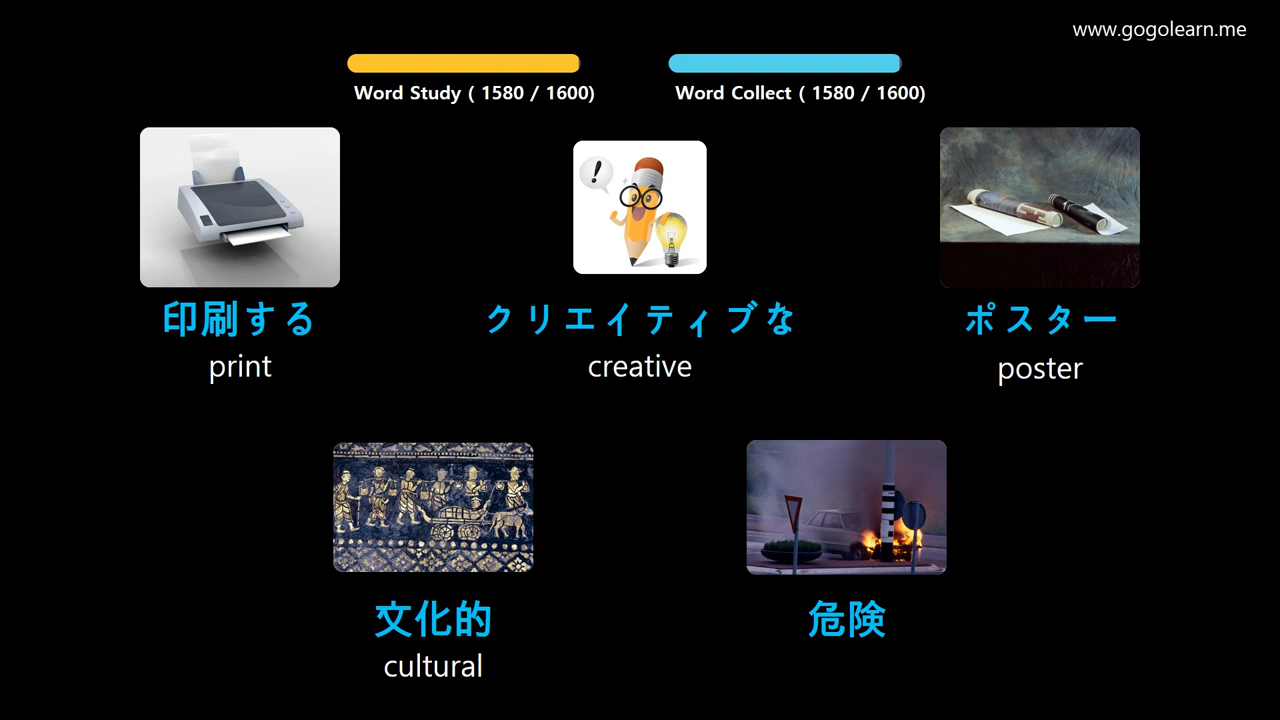 www.gogolearn.me
Word Study ( 1580 / 1600)
Word Collect ( 1580 / 1600)
印刷する
print
クリエイティブな
creative
ポスター
poster
文化的
cultural
危険